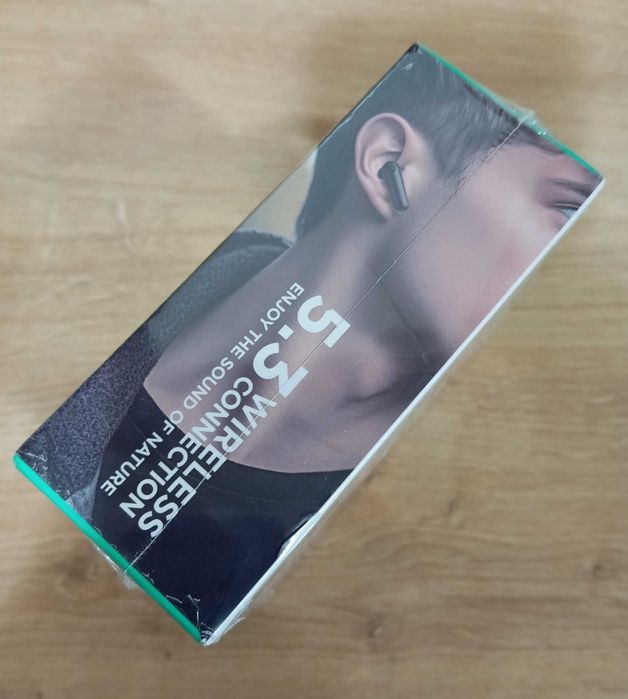 5.3 WIRELESS
CONNECTION
ENJOY THE SOUND OF NATURE